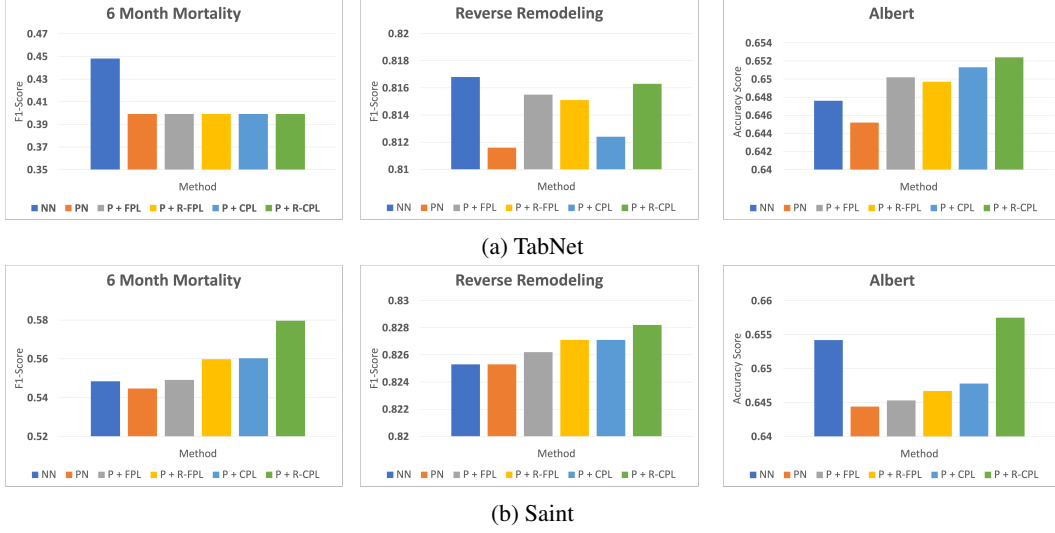 6 Month Mortality
0.47
0.45
0.43
0.41
0.39
0.37
0.35
F1-Score
Method
NN PN P + FPL P + R-FPL P + CPL P + R-CPL
Reverse Remodeling
0.82
0.818
0.816
0.814
0.812
0.81
F1-Score
Method
NN PN P + FPL P + R-FPL P + CPL P + R-CPL
Albert
0.654
0.652
0.65
0.648
0.646
0.644
0.642
0.64
Accuracy Score
Method
NN PN P + FPL P + R-FPL P + CPL P + R-CPL
(a) TabNet
6 Month Mortality
0.58
0.56
0.54
0.52
F1-Score
Method
NN PN P + FPL P + R-FPL P + CPL P + R-CPL
Reverse Remodeling
0.83
0.828
0.826
0.824
0.822
0.82
F1-Score
Method
NN PN P + FPL P + R-FPL P + CPL P + R-CPL
Albert
0.66
0.655
0.65
0.645
0.64
Accuracy Score
Method
NN PN P + FPL P + R-FPL P + CPL P + R-CPL
(b) Saint